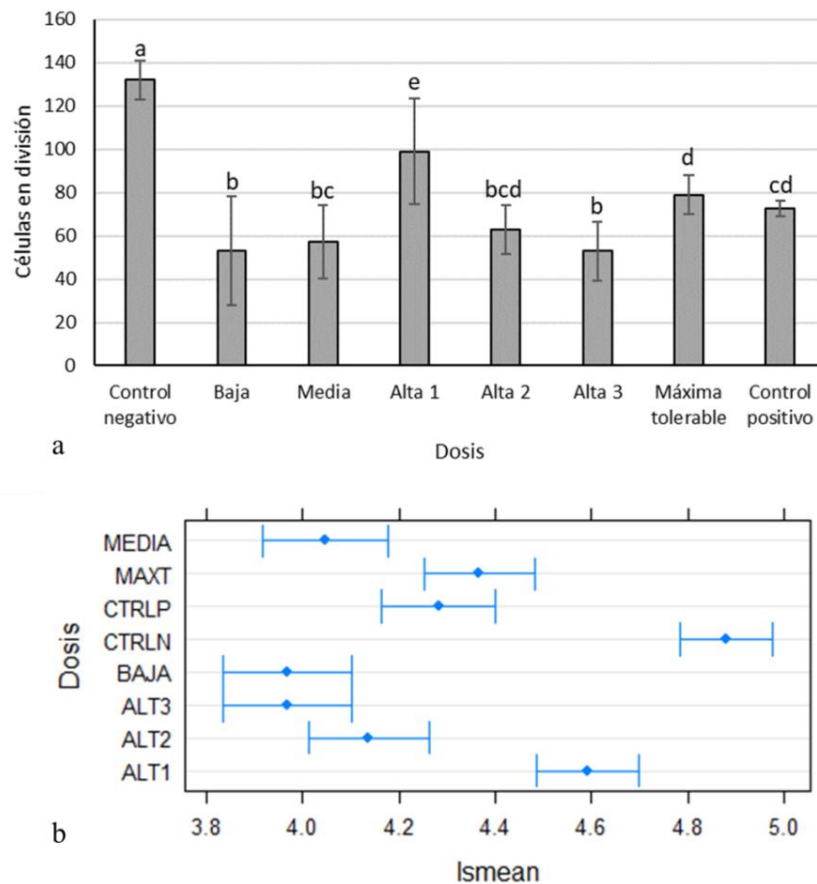 160
140
120
100
80
60
40
20
0
Células en división
a
b
bc
e
bcd
b
d
cd
Control negativo
Baja
Media
Alta 1
Alta 2
Alta 3
Máxima tolerable
Control positivo
Dosis
a
MEDIA
MAXT
CTRLP
CTRLN
BAJA
ALT3
ALT2
ALT1
Dosis
3.8 4.0 4.2 4.4 4.6 4.8 5.0
lsmean
b